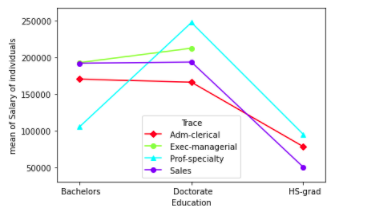 mean of Salary of individuals
250000
200000
150000
100000
50000
Trace
Adm-clerical
Exec-managerial
Prof-specialty
Sales
Bachelors
Doctorate
HS-grad
Education